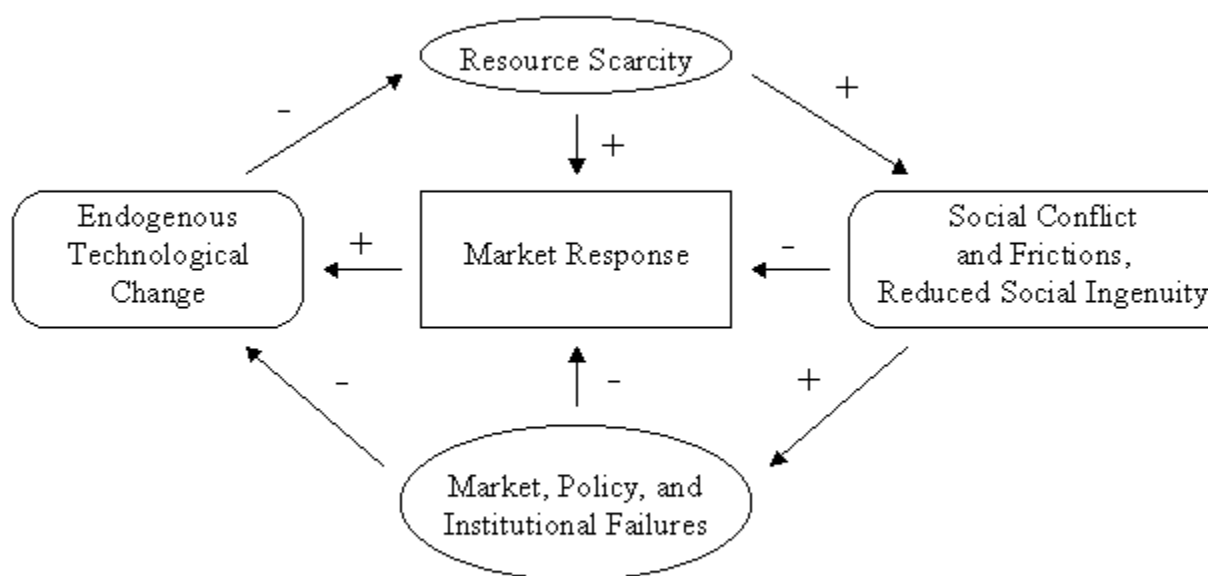 Resource Scarcity
-
+
+
Endogenous
Technological
Change
+
Market Response
-
Social Conflict
and Frictions,
Reduced Social Ingenuity
-
-
+
Market, Policy, and
Institutional Failures